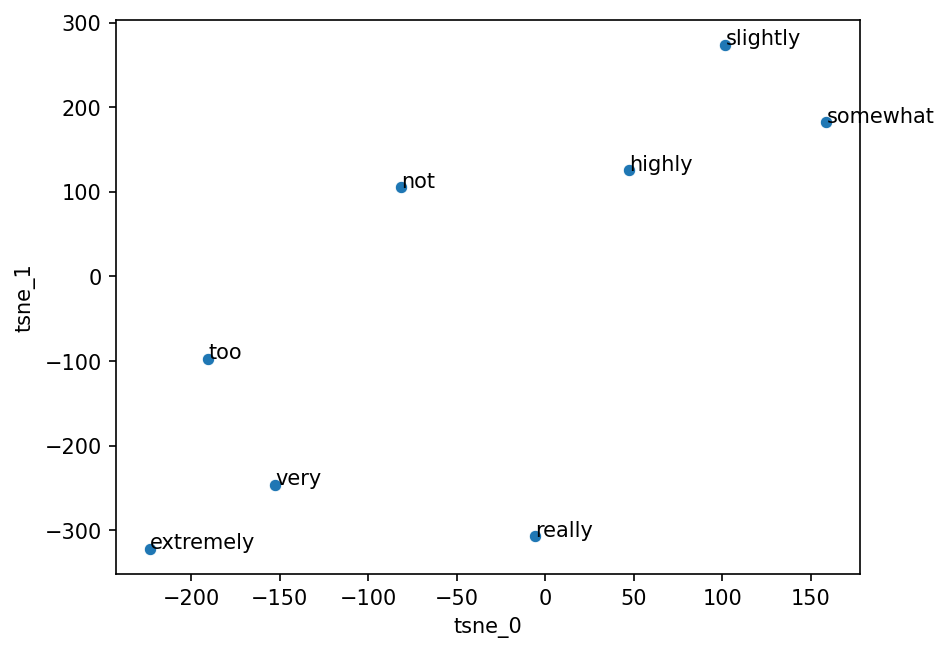 300
slightly
200
somewhat
highly
not
100
0
tsne_1
too
−100
−200
very
−300
really
extremely
−200 −150 −100 −50 0 50 100 150
tsne_0